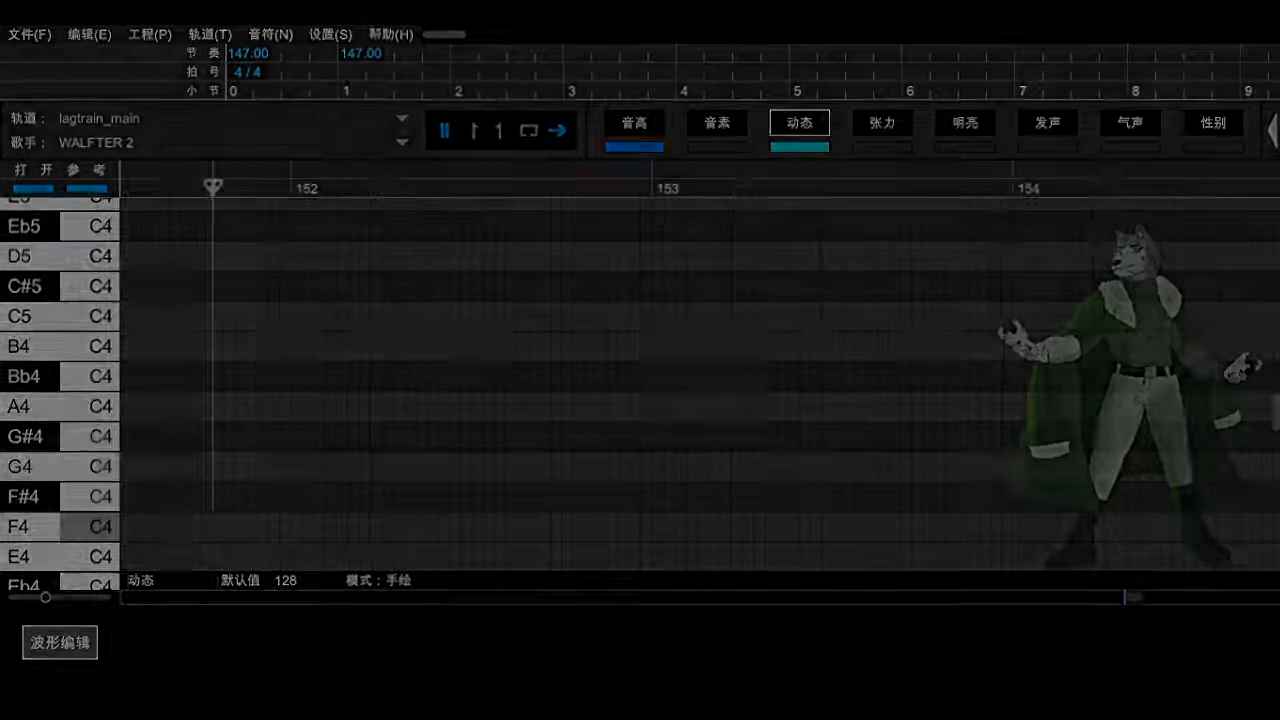 文件(F) 编辑(E) 工程(P) 轨道(T) 音符(N) 设置(S) 帮助(H)
节 奏 147.00 147.00
拍 号 4/4
小 节 0 1 2 3 4 5 6 7 8 9
轨道： lagtrain_main
歌手： WALFTER 2
音高 音素 动态 张力 明亮 发声 气声 性别
打 开 参 考
152 153 154
C4
Eb5 C4
D5 C4
C#5 C4
C5 C4
B4 C4
Bb4 C4
A4 C4
G#4 C4
G4 C4
F#4 C4
F4 C4
E4 C4
Eb4 C4
动态 默认值 128 模式：手绘
波形编辑